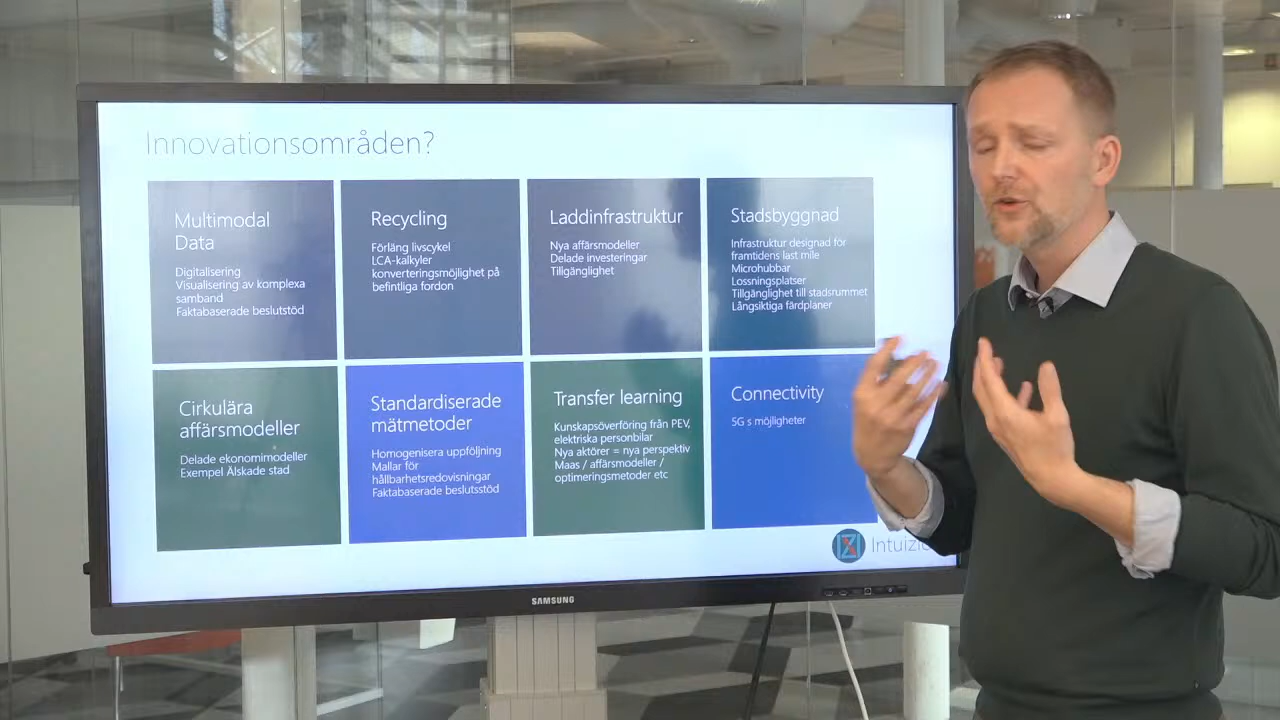 Innovationsområden?
Multimodal
Data
Digitalisering
Visualisering av komplexa
samband
Faktabaserade beslutstöd
Recycling
Förläng livscykel
LCA-kalkyler
konverteringsmöjlighet på
befintliga fordon
Laddinfrastruktur
Nya affärsmodeller
Delade investeringar
Tillgänglighet
Stadsbyggnad
Infrastruktur designad för
framtidens last mile
Microhubbar
Lossningsplatser
Tillgänglighet till stadsrummet
Långsiktiga färdplaner
Cirkulära
affärsmodeller
Delade ekonomimodeller
Exempel Älskade stad
Standardiserade
mätmetoder
Homogenisera uppföljning
Mallar för
hållbarhetsredovisningar
Faktabaserade beslutsstöd
Transfer learning
Kunskapsöverföring från PEV,
elektriska personbilar
Nya aktörer = nya perspektiv
Maas / affärsmodeller /
optimeringsmetoder etc
Connectivity
5G s möjligheter
SAMSUNG